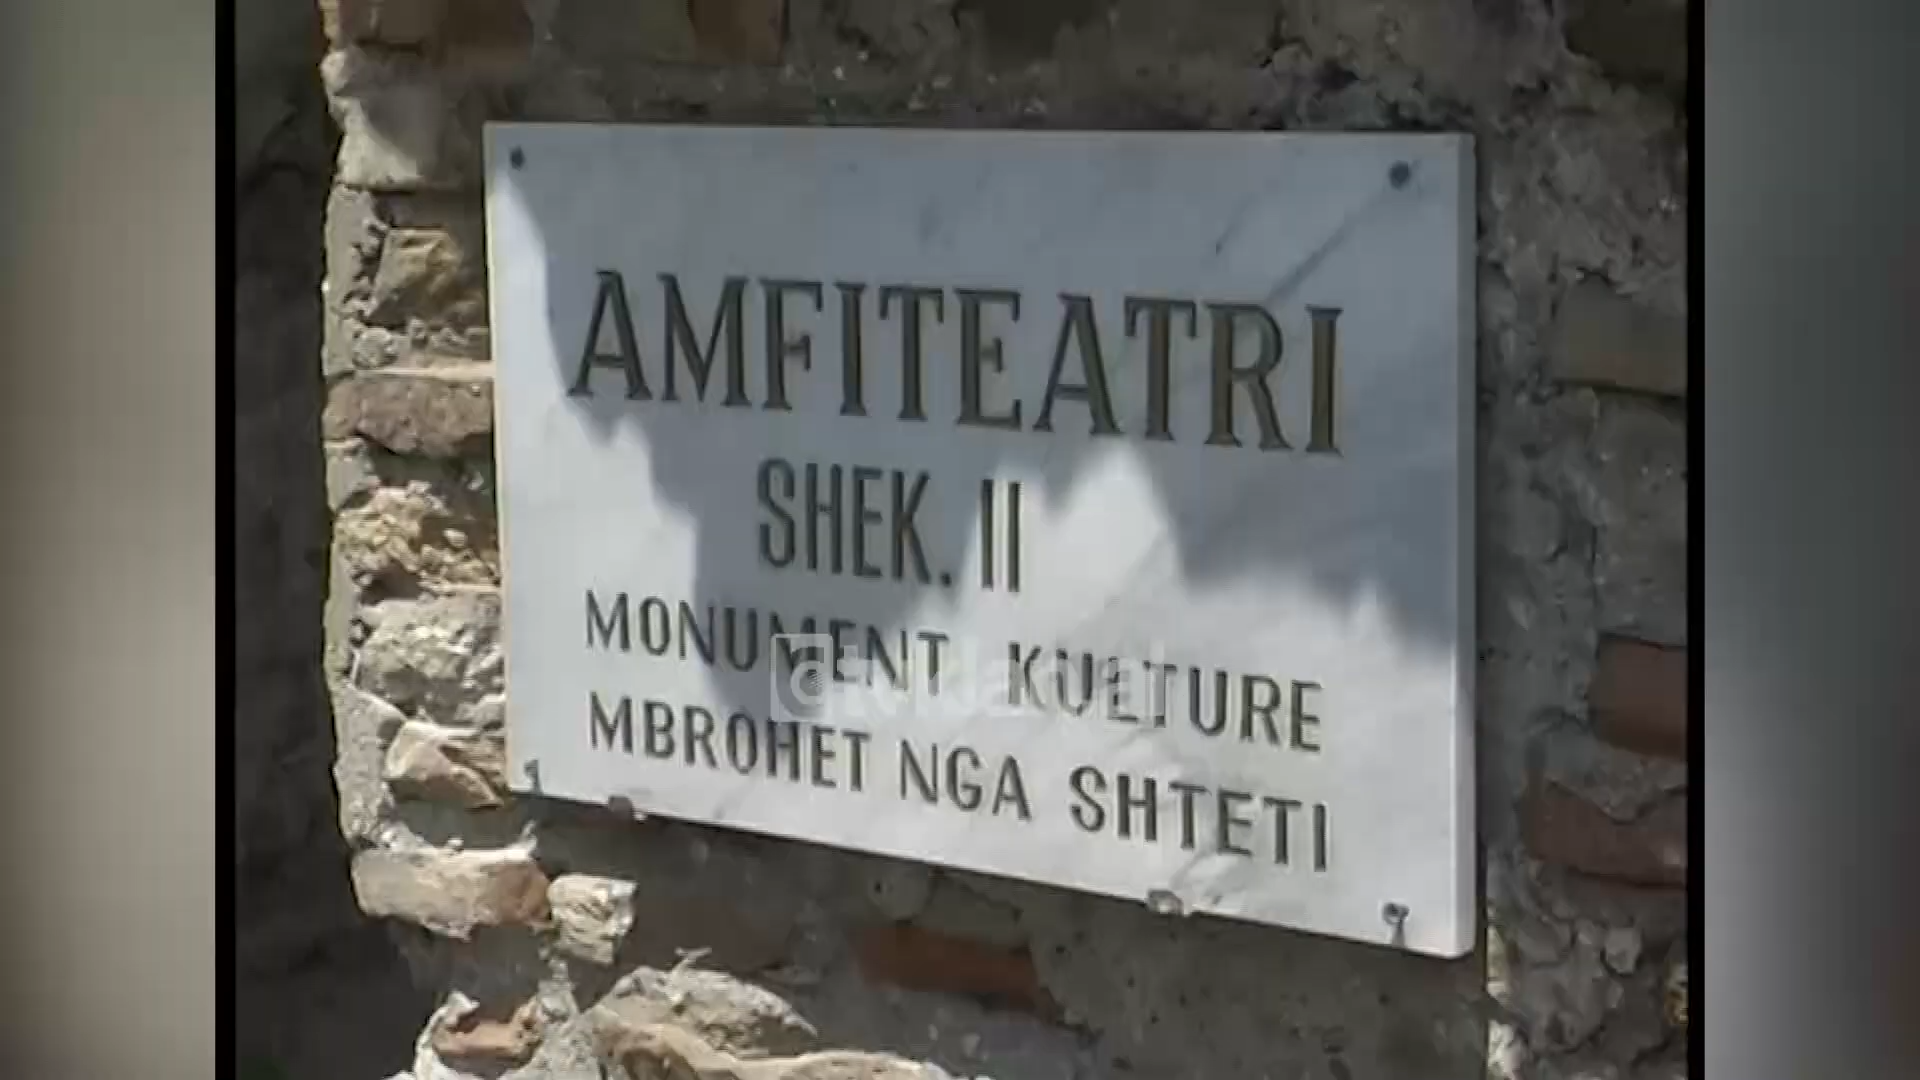 AMFITEATRI
SHEK. II
MONUMENT KULTURE
MBROHET NGA SHTETI